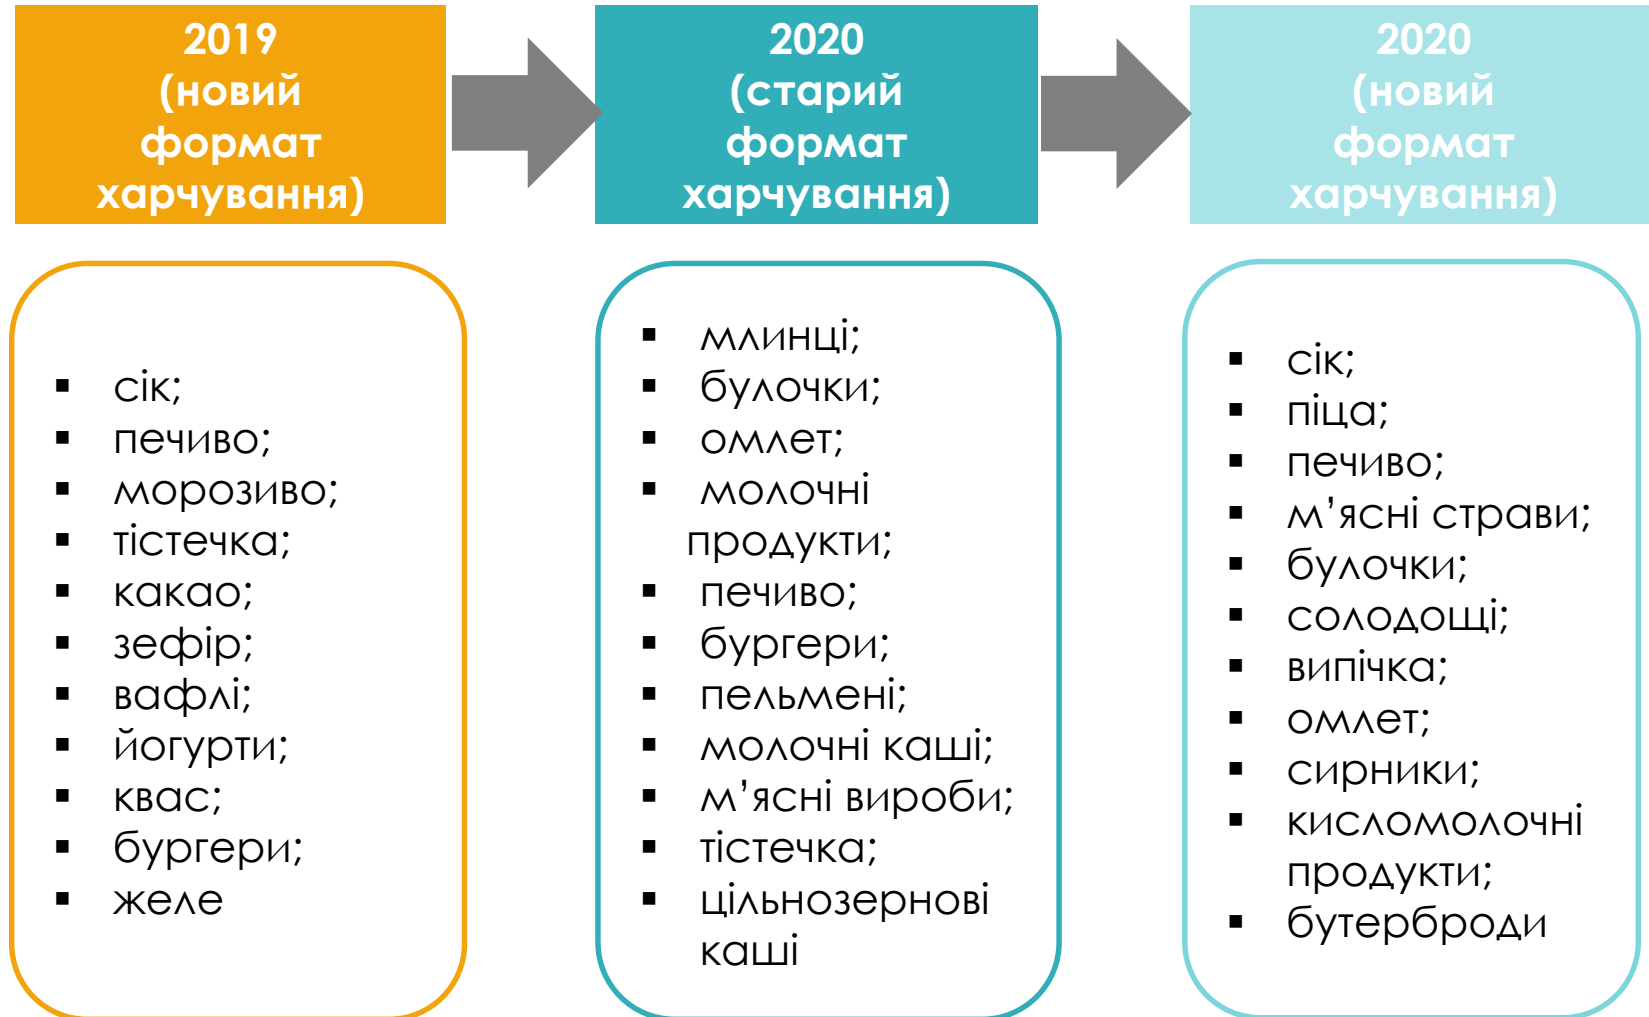 2019
(новий
формат
харчування)
2020
(старий
формат
харчування)
2020
(новий
формат
харчування)
▪ сік;
▪ печиво;
▪ морозиво;
▪ тістечка;
▪ какао;
▪ зефір;
▪ вафлі;
▪ йогурти;
▪ квас;
▪ бургери;
▪ желе
▪ млинці;
▪ булочки;
▪ омлет;
▪ молочні
продукти;
▪ печиво;
▪ бургери;
▪ пельмені;
▪ молочні каші;
▪ м’ясні вироби;
▪ тістечка;
▪ цільнозернові
каші
▪ сік;
▪ піца;
▪ печиво;
▪ м’ясні страви;
▪ булочки;
▪ солодощі;
▪ випічка;
▪ омлет;
▪ сирники;
▪ кисломолочні
продукти;
▪ бутерброди